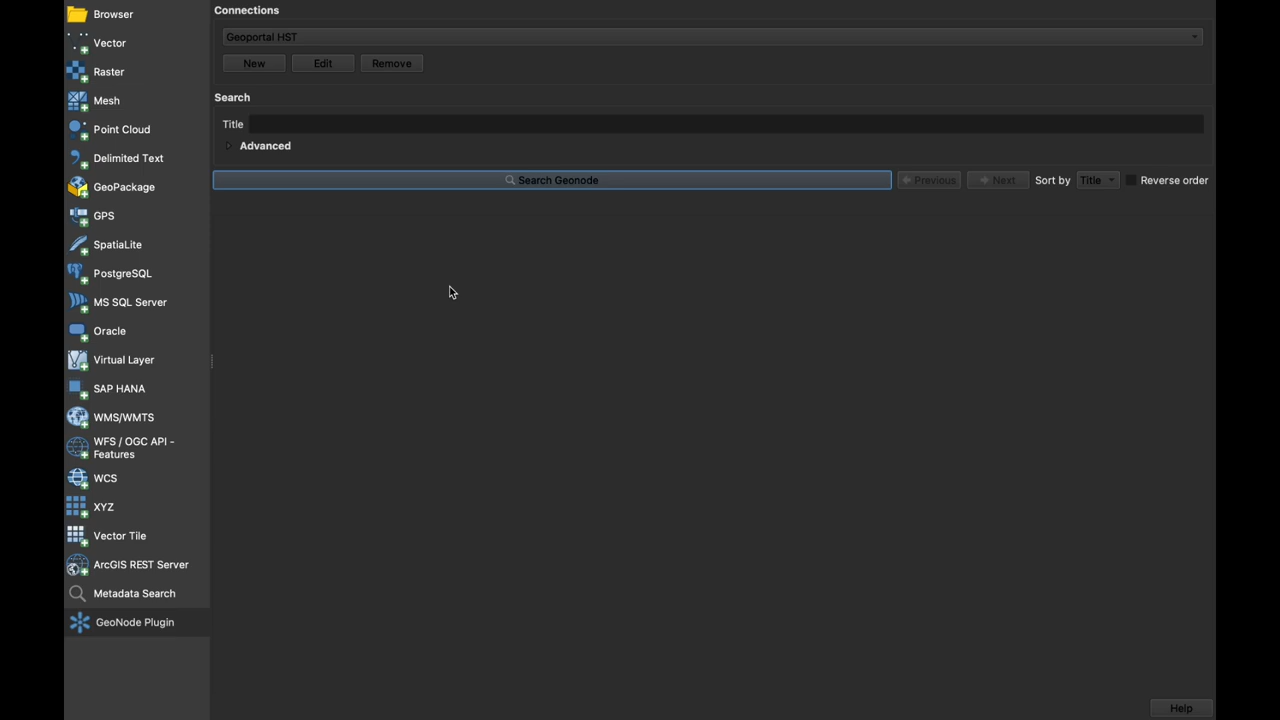 Browser
Vector
Raster
Mesh
Point Cloud
Delimited Text
GeoPackage
GPS
SpatiaLite
PostgreSQL
MS SQL Server
Oracle
Virtual Layer
SAP HANA
WMS/WMTS
WFS / OGC API -
Features
WCS
XYZ
Vector Tile
ArcGIS REST Server
Metadata Search
GeoNode Plugin
Connections
Geoportal HST
New Edit Remove
Search
Title
Advanced
Search Geonode Previous Next Sort by Title Reverse order
Help